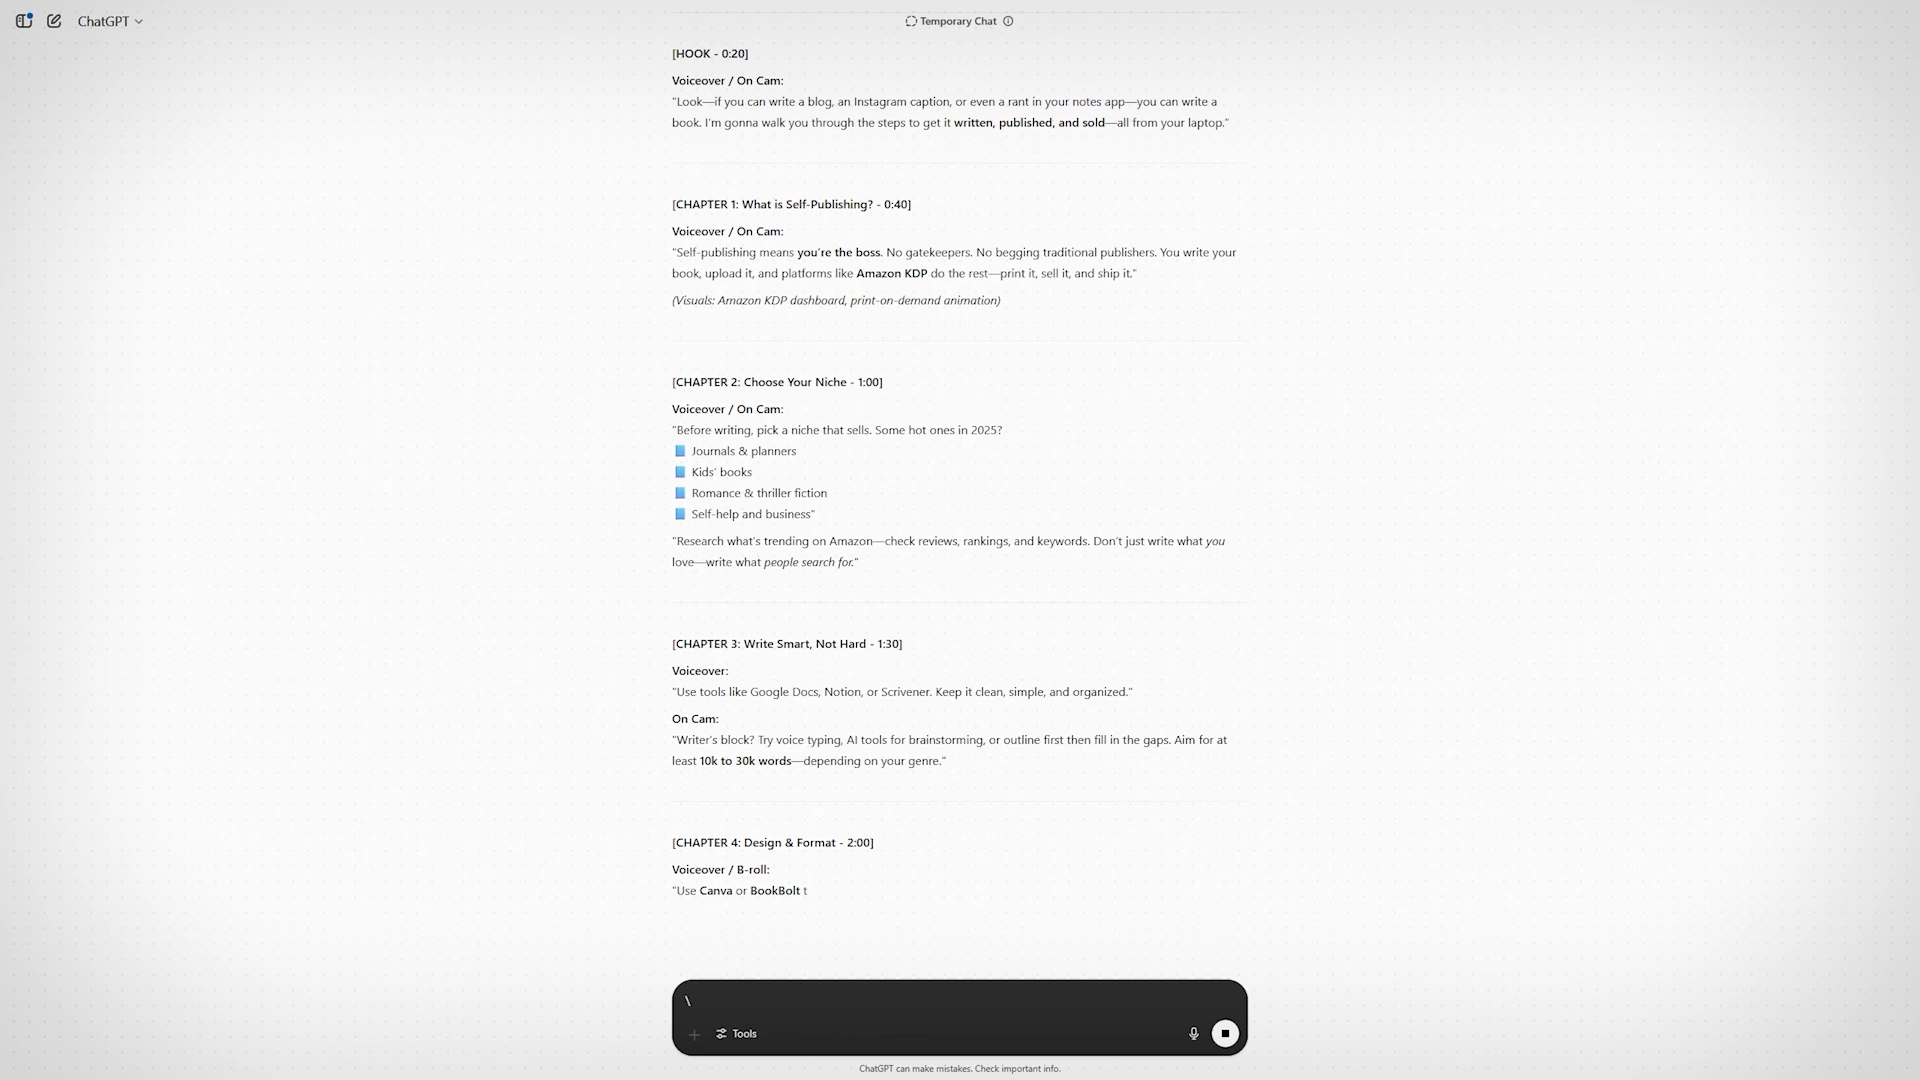 ChatGPT
Temporary Chat
[HOOK - 0:20]
Voiceover / On Cam:
"Look—if you can write a blog, an Instagram caption, or even a rant in your notes app—you can write a
book. I'm gonna walk you through the steps to get it written, published, and sold—all from your laptop."
[CHAPTER 1: What is Self-Publishing? - 0:40]
Voiceover / On Cam:
"Self-publishing means you're the boss. No gatekeepers. No begging traditional publishers. You write your
book, upload it, and platforms like Amazon KDP do the rest—print it, sell it, and ship it."
(Visuals: Amazon KDP dashboard, print-on-demand animation)
[CHAPTER 2: Choose Your Niche - 1:00]
Voiceover / On Cam:
"Before writing, pick a niche that sells. Some hot ones in 2025?
📘 Journals & planners
📘 Kids' books
📘 Romance & thriller fiction
📘 Self-help and business"
"Research what's trending on Amazon—check reviews, rankings, and keywords. Don't just write what you
love—write what people search for."
[CHAPTER 3: Write Smart, Not Hard - 1:30]
Voiceover:
"Use tools like Google Docs, Notion, or Scrivener. Keep it clean, simple, and organized."
On Cam:
"Writer's block? Try voice typing, AI tools for brainstorming, or outline first then fill in the gaps. Aim for at
least 10k to 30k words—depending on your genre."
[CHAPTER 4: Design & Format - 2:00]
Voiceover / B-roll:
"Use Canva or BookBolt t
\
Tools
ChatGPT can make mistakes. Check important info.